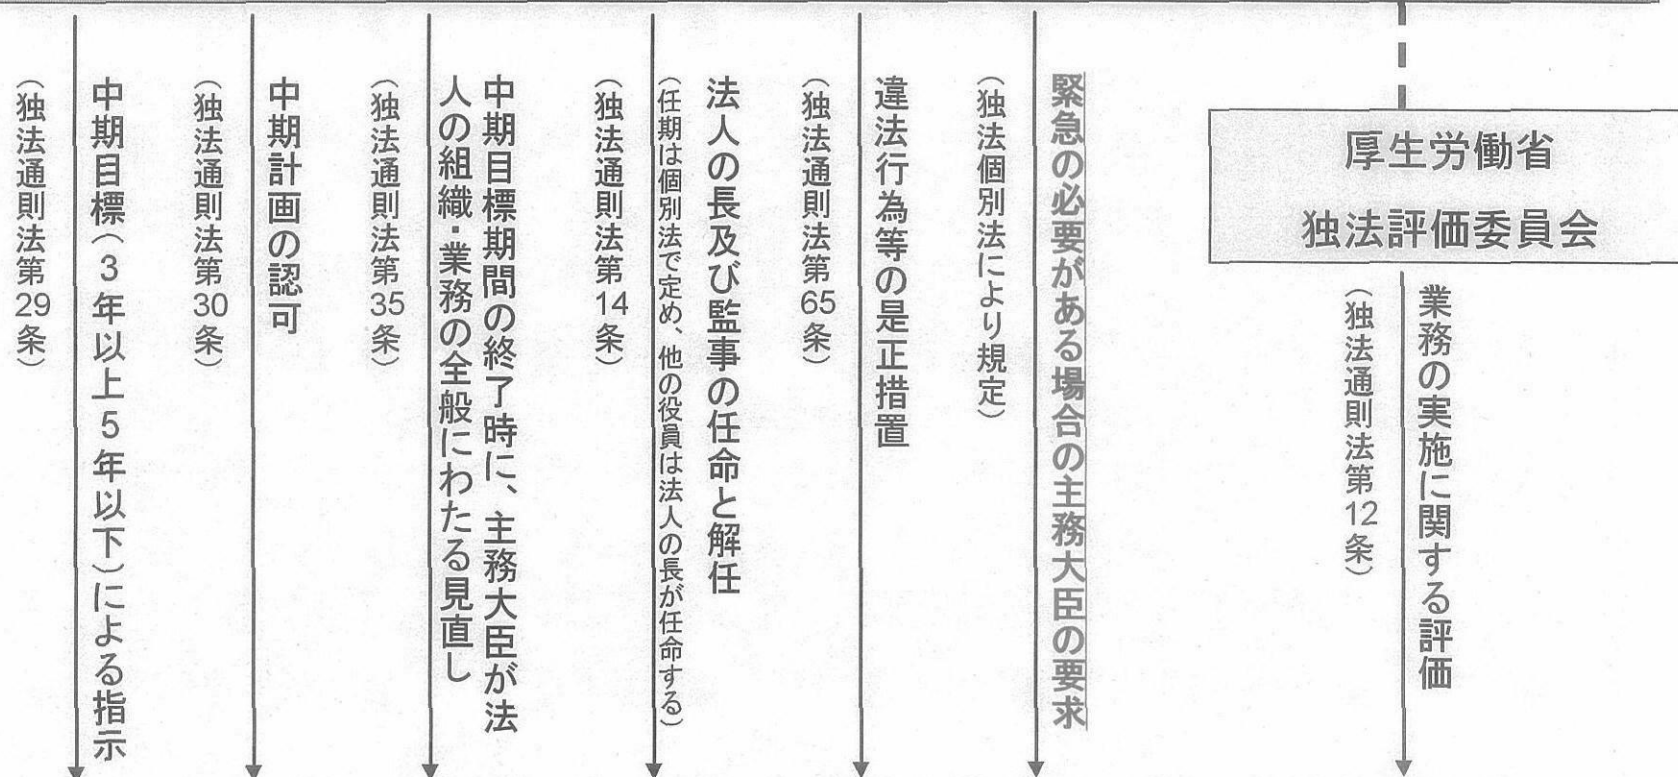 厚生労働省
独法評価委員会
業務の実施に関する評価
（独法通則法第12条）
緊急の必要がある場合の主務大臣の要求
（独法個別法により規定）
違法行為等の是正措置
（独法通則法第65条）
法人の長及び監事の任命と解任
（任期は個別法で定め、他の役員は法人の長が任命する）
（独法通則法第14条）
中期目標期間の終了時に、主務大臣が法
人の組織・業務の全般にわたる見直し
（独法通則法第35条）
中期計画の認可
（独法通則法第30条）
中期目標（３年以上５年以下）による指示
（独法通則法第29条）